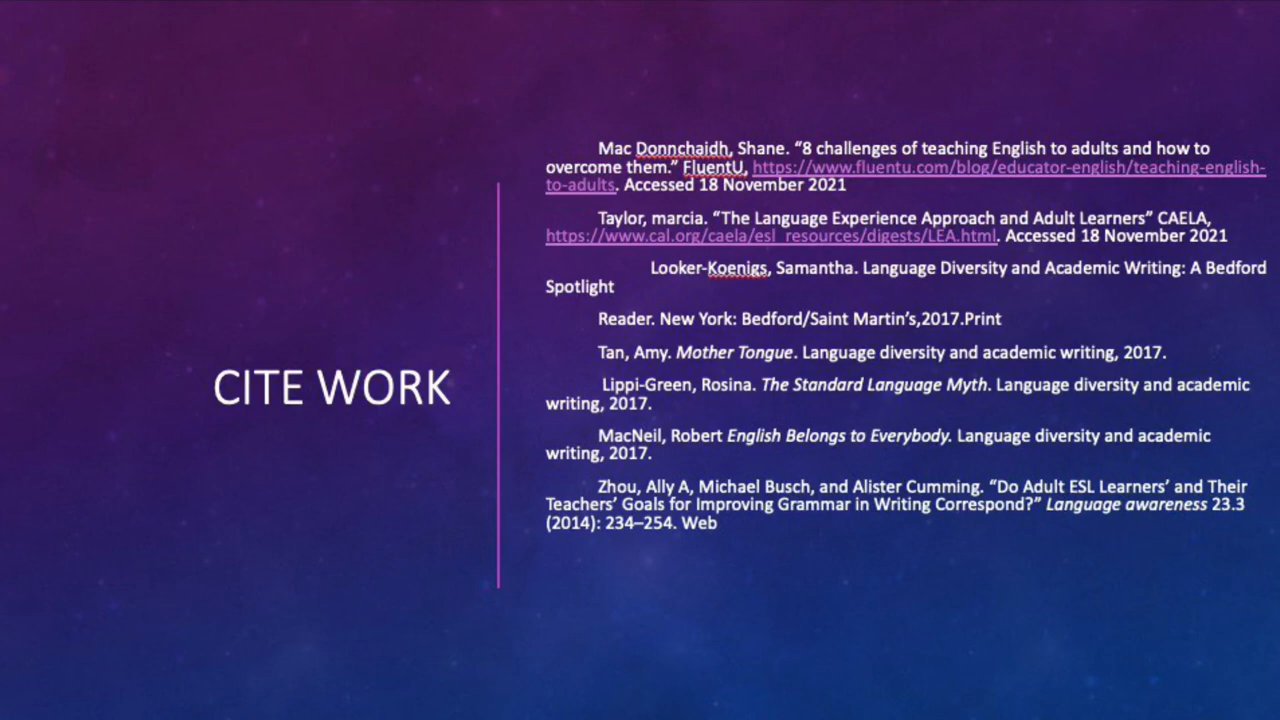 CITE WORK
Mac Donnchaidh, Shane. “8 challenges of teaching English to adults and how to
overcome them.” FluentU, https://www.fluentu.com/blog/educator-english/teaching-english-
to-adults. Accessed 18 November 2021
Taylor, marcia. “The Language Experience Approach and Adult Learners” CAELA,
https://www.cal.org/caela/esl_resources/digests/LEA.html. Accessed 18 November 2021
Looker-Koenigs, Samantha. Language Diversity and Academic Writing: A Bedford
Spotlight
Reader. New York: Bedford/Saint Martin’s,2017.Print
Tan, Amy. Mother Tongue. Language diversity and academic writing, 2017.
Lippi-Green, Rosina. The Standard Language Myth. Language diversity and academic
writing, 2017.
MacNeil, Robert English Belongs to Everybody. Language diversity and academic
writing, 2017.
Zhou, Ally A, Michael Busch, and Alister Cumming. “Do Adult ESL Learners’ and Their
Teachers’ Goals for Improving Grammar in Writing Correspond?” Language awareness 23.3
(2014): 234–254. Web